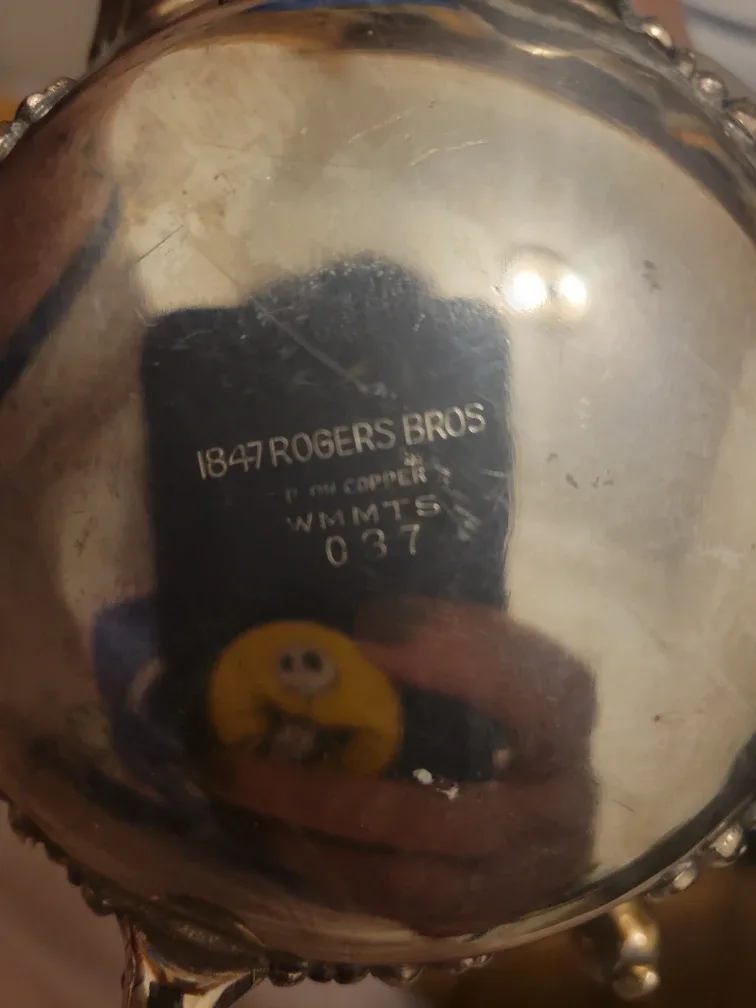 1847 ROGERS BROS
P ON COPPER
WMMTS
037